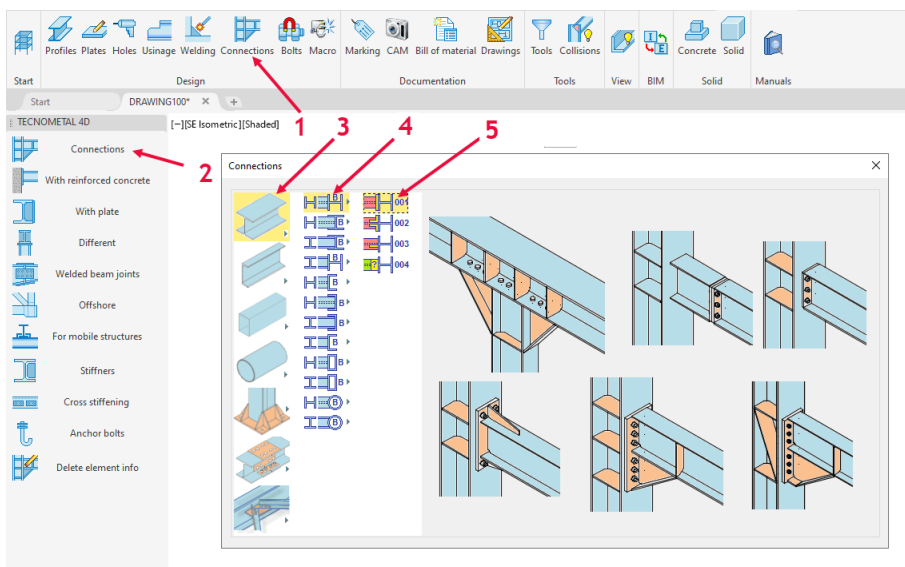 Profiles Plates Holes Usinage Welding Connections Bolts Macro Marking CAM Bill of material Drawings Tools Collisions Concrete Solid
Start Design Documentation Tools View BIM Solid Manuals
Start DRAWING100* × +
TECNOMETAL 4D
[−][SE Isometric][Shaded]
1
2
3
4
5
Connections
With reinforced concrete
With plate
Different
Welded beam joints
Offshore
For mobile structures
Stiffners
Cross stiffening
Anchor bolts
Delete element info
Connections ×
B
B
B
B
B
B
B
B
B
B
B
B
001
002
003
004